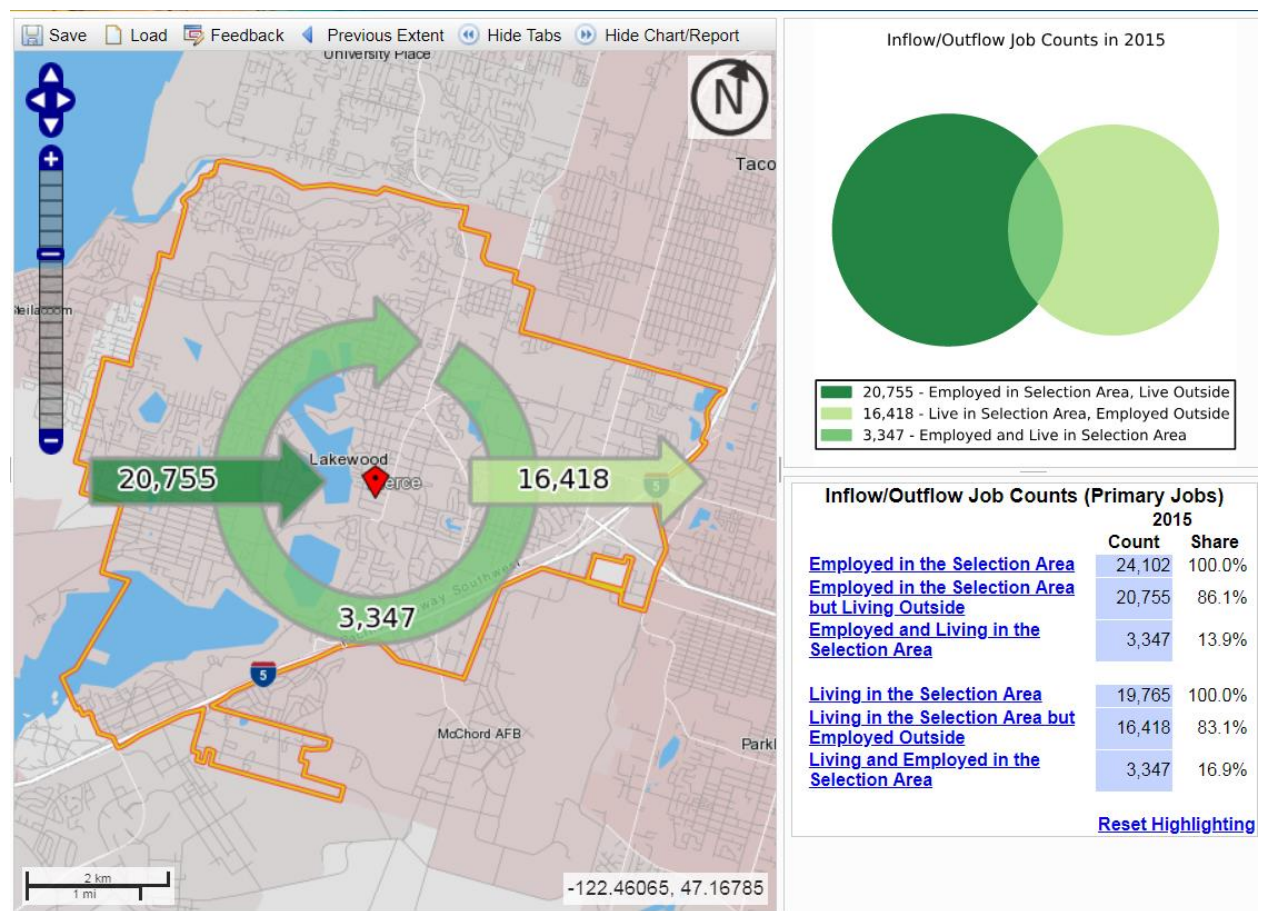 Save Load Feedback Previous Extent Hide Tabs Hide Chart/Report
University Place
N
Taco
Lakewood
20,755
16,418
5
3,347
5
McChord AFB
Parkl
2 km
1 mi
-122.46065, 47.16785
Inflow/Outflow Job Counts in 2015
20,755 - Employed in Selection Area, Live Outside
16,418 - Live in Selection Area, Employed Outside
3,347 - Employed and Live in Selection Area
Inflow/Outflow Job Counts (Primary Jobs)
2015
Count Share
Employed in the Selection Area 24,102 100.0%
Employed in the Selection Area
but Living Outside 20,755 86.1%
Employed and Living in the
Selection Area 3,347 13.9%
Living in the Selection Area 19,765 100.0%
Living in the Selection Area but
Employed Outside 16,418 83.1%
Living and Employed in the
Selection Area 3,347 16.9%
Reset Highlighting